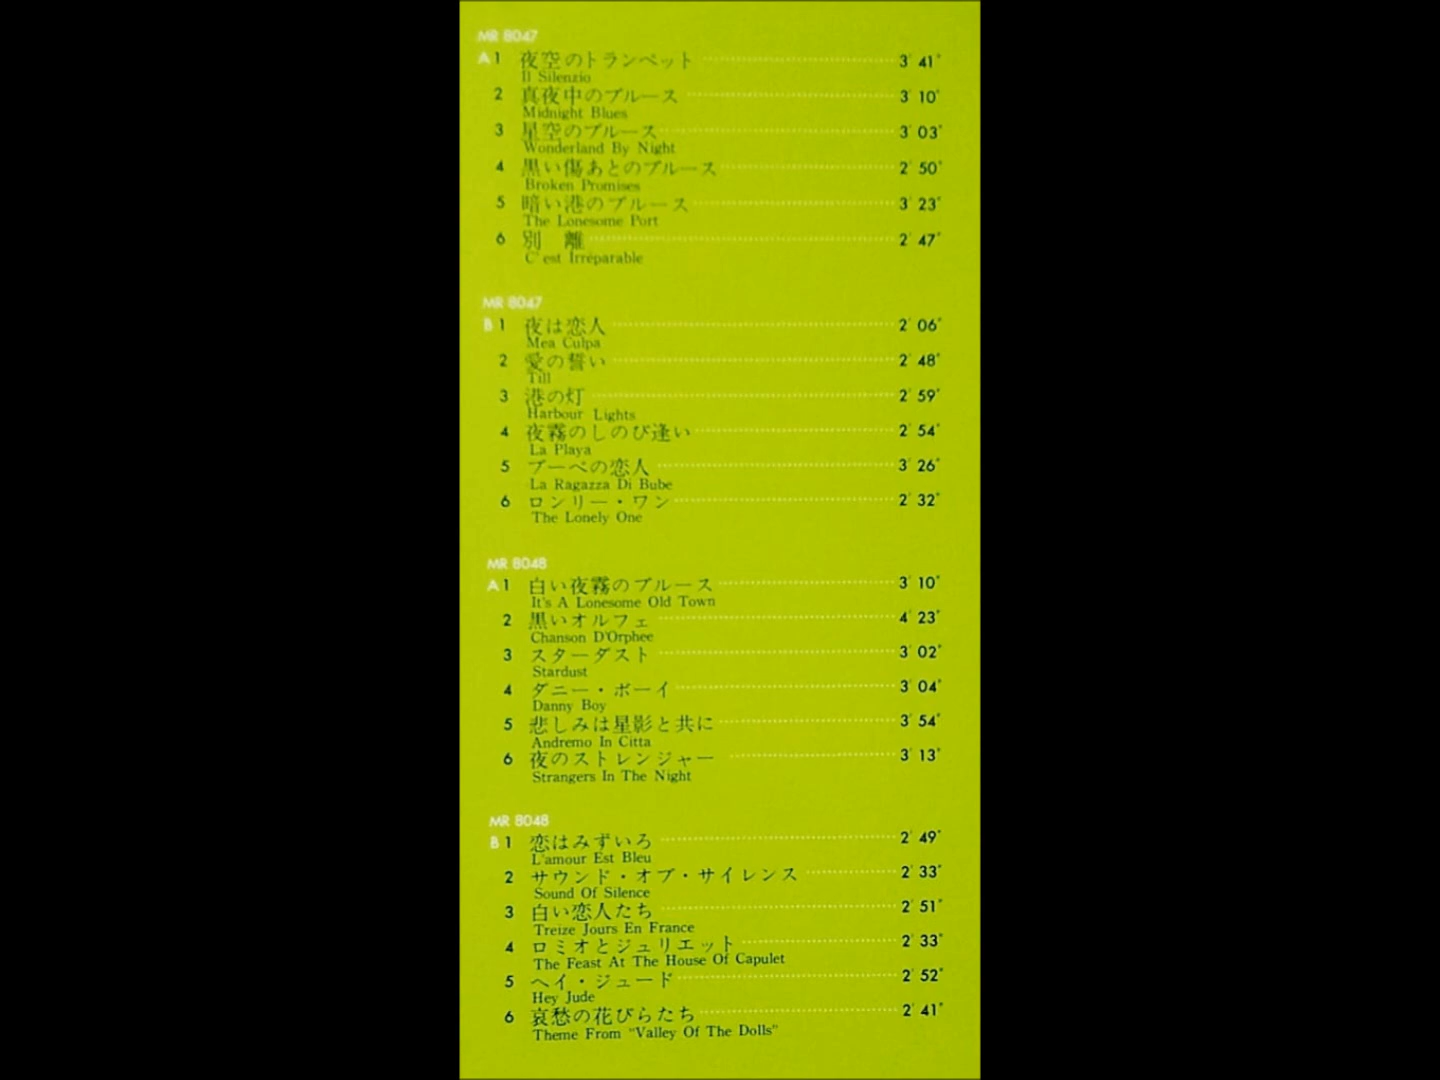 MR 8047
A 1 夜空のトランペット 3' 41"
Il Silenzio
2 真夜中のブルース 3' 10"
Midnight Blues
3 星空のブルース 3' 03"
Wonderland By Night
4 黒い傷あとのブルース 2' 50"
Broken Promises
5 暗い港のブルース 3' 23"
The Lonesome Port
6 別 離 2' 47"
C'est Irréparable
MR 8047
B 1 夜は恋人 2' 06"
Mea Culpa
2 愛の誓い 2' 48"
Till
3 港の灯 2' 59"
Harbour Lights
4 夜霧のしのび逢い 2' 54"
La Playa
5 ブーベの恋人 3' 26"
La Ragazza Di Bube
6 ロンリー・ワン 2' 32"
The Lonely One
MR 8048
A 1 白い夜霧のブルース 3' 10"
It's A Lonesome Old Town
2 黒いオルフェ 4' 23"
Chanson D'Orphee
3 スターダスト 3' 02"
Stardust
4 ダニー・ボーイ 3' 04"
Danny Boy
5 悲しみは星影と共に 3' 54"
Andremo In Citta
6 夜のストレンジャー 3' 13"
Strangers In The Night
MR 8048
B 1 恋はみずいろ 2' 49"
L'amour Est Bleu
2 サウンド・オブ・サイレンス 2' 33"
Sound Of Silence
3 白い恋人たち 2' 51"
Treize Jours En France
4 ロミオとジュリエット 2' 33"
The Feast At The House Of Capulet
5 ヘイ・ジュード 2' 52"
Hey Jude
6 哀愁の花びらたち 2' 41"
Theme From "Valley Of The Dolls"